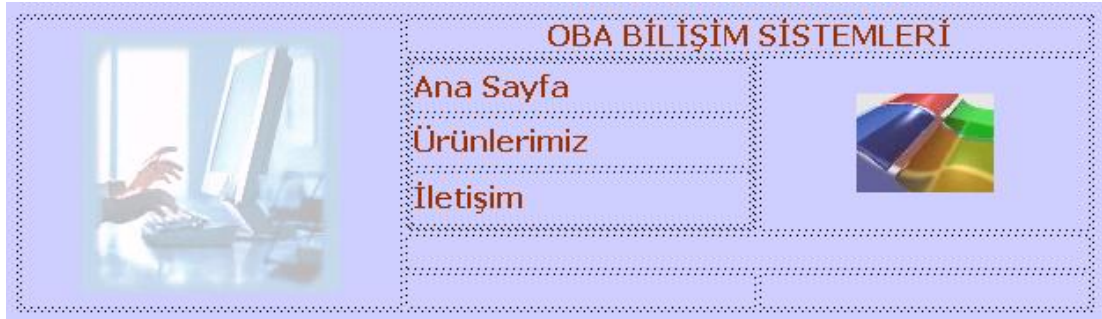 OBA BİLİŞİM SİSTEMLERİ
Ana Sayfa
Ürünlerimiz
İletişim